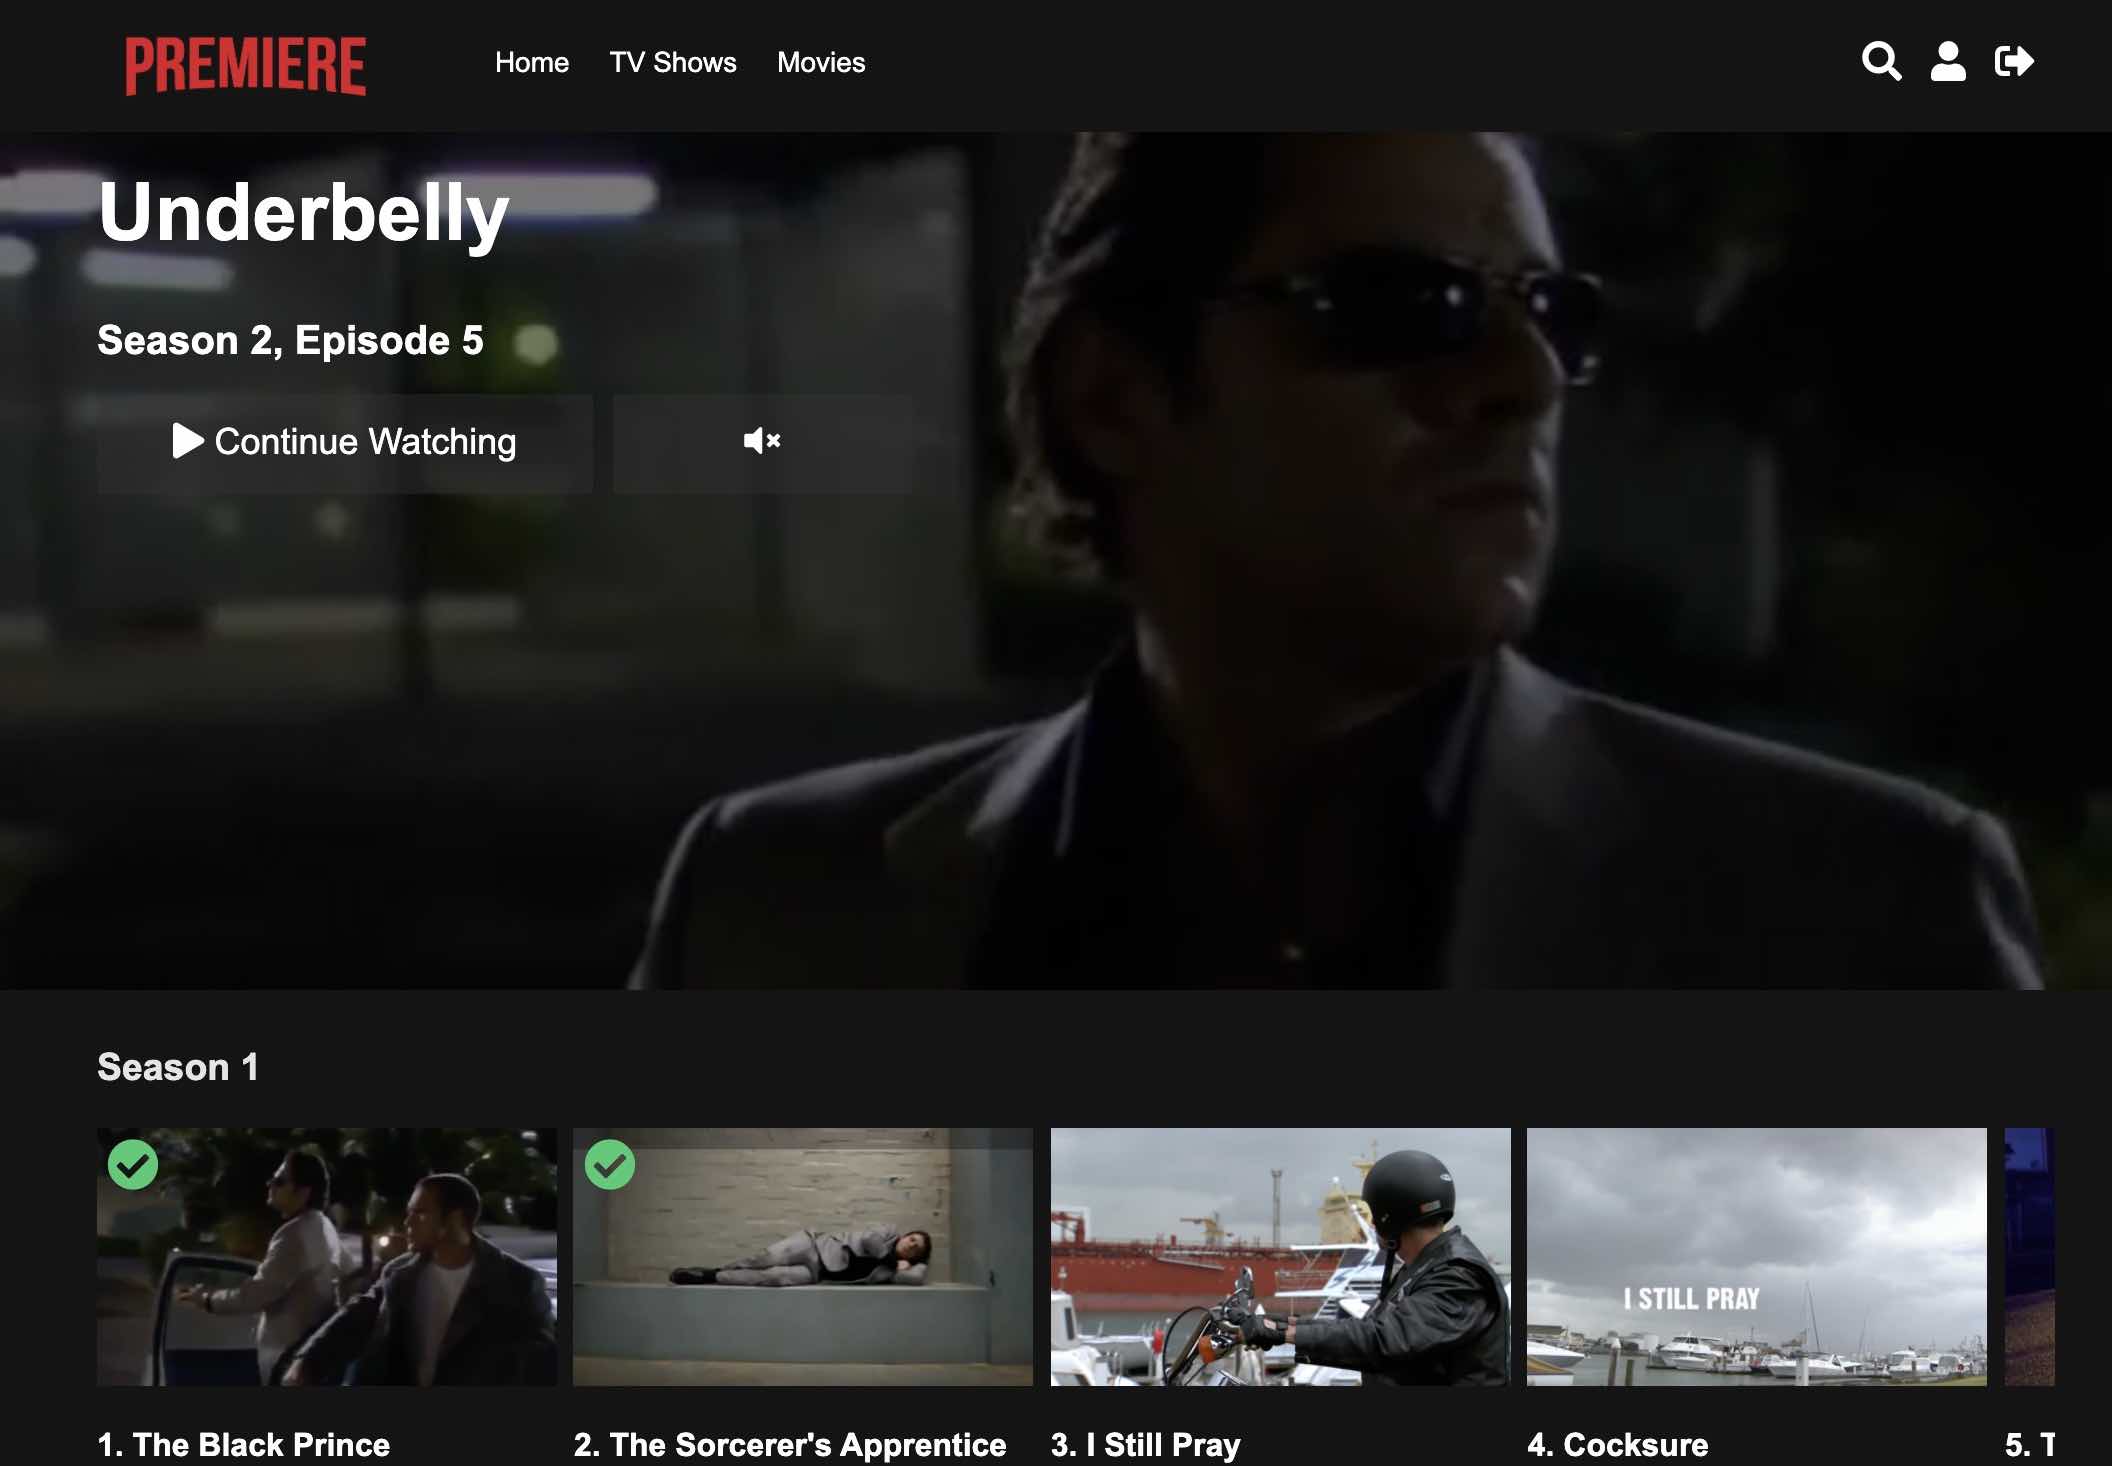 PREMIERE
Home
TV Shows
Movies
Underbelly
Season 2, Episode 5
Continue Watching
Season 1
I STILL PRAY
1. The Black Prince
2. The Sorcerer's Apprentice
3. I Still Pray
4. Cocksure
5. T